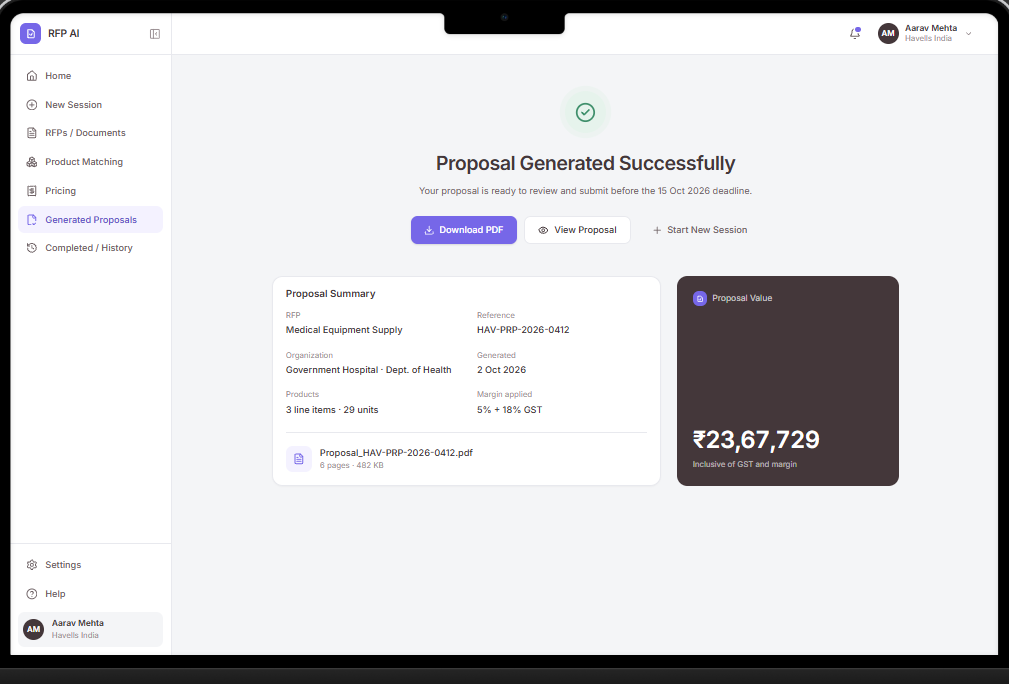 RFP AI
Home
New Session
RFPs / Documents
Product Matching
Pricing
Generated Proposals
Completed / History
Settings
Help
AM
Aarav Mehta
Havells India
AM
Aarav Mehta
Havells India
Proposal Generated Successfully
Your proposal is ready to review and submit before the 15 Oct 2026 deadline.
Download PDF
View Proposal
Start New Session
Proposal Summary
RFP
Medical Equipment Supply
Reference
HAV-PRP-2026-0412
Organization
Government Hospital · Dept. of Health
Generated
2 Oct 2026
Products
3 line items · 29 units
Margin applied
5% + 18% GST
Proposal_HAV-PRP-2026-0412.pdf
6 pages · 482 KB
Proposal Value
₹23,67,729
Inclusive of GST and margin